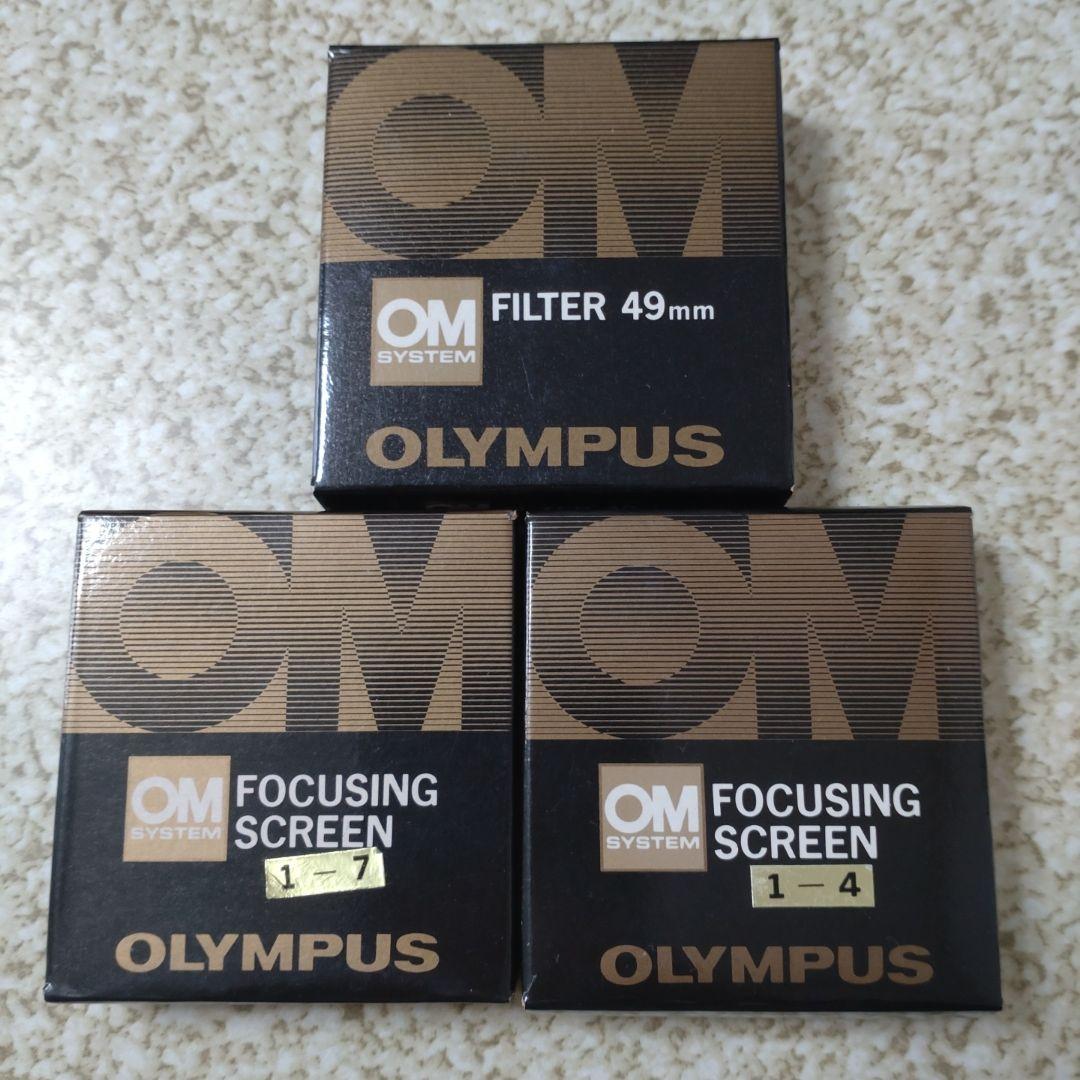 OM
OM
SYSTEM
FILTER 49mm
OLYMPUS
OM
OM
SYSTEM
FOCUSING
SCREEN
1-7
OLYMPUS
OM
OM
SYSTEM
FOCUSING
SCREEN
1-4
OLYMPUS